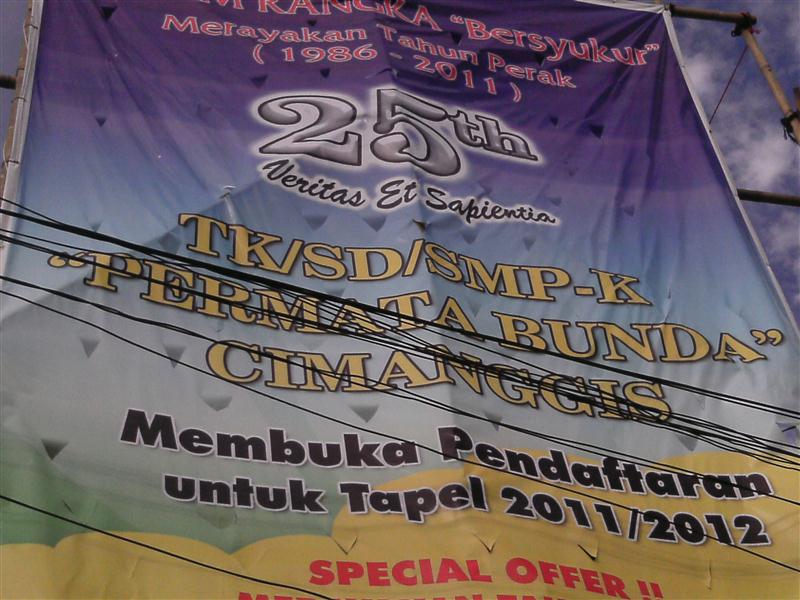 RANGKA "Bersyukur"
Merayakan Tahun Perak
( 1986 - 2011 )
25th
Veritas Et Sapientia
TK/SD/SMP-K
"PERMATA BUNDA"
CIMANGGIS
Membuka Pendaftaran
untuk Tapel 2011/2012
SPECIAL OFFER !!